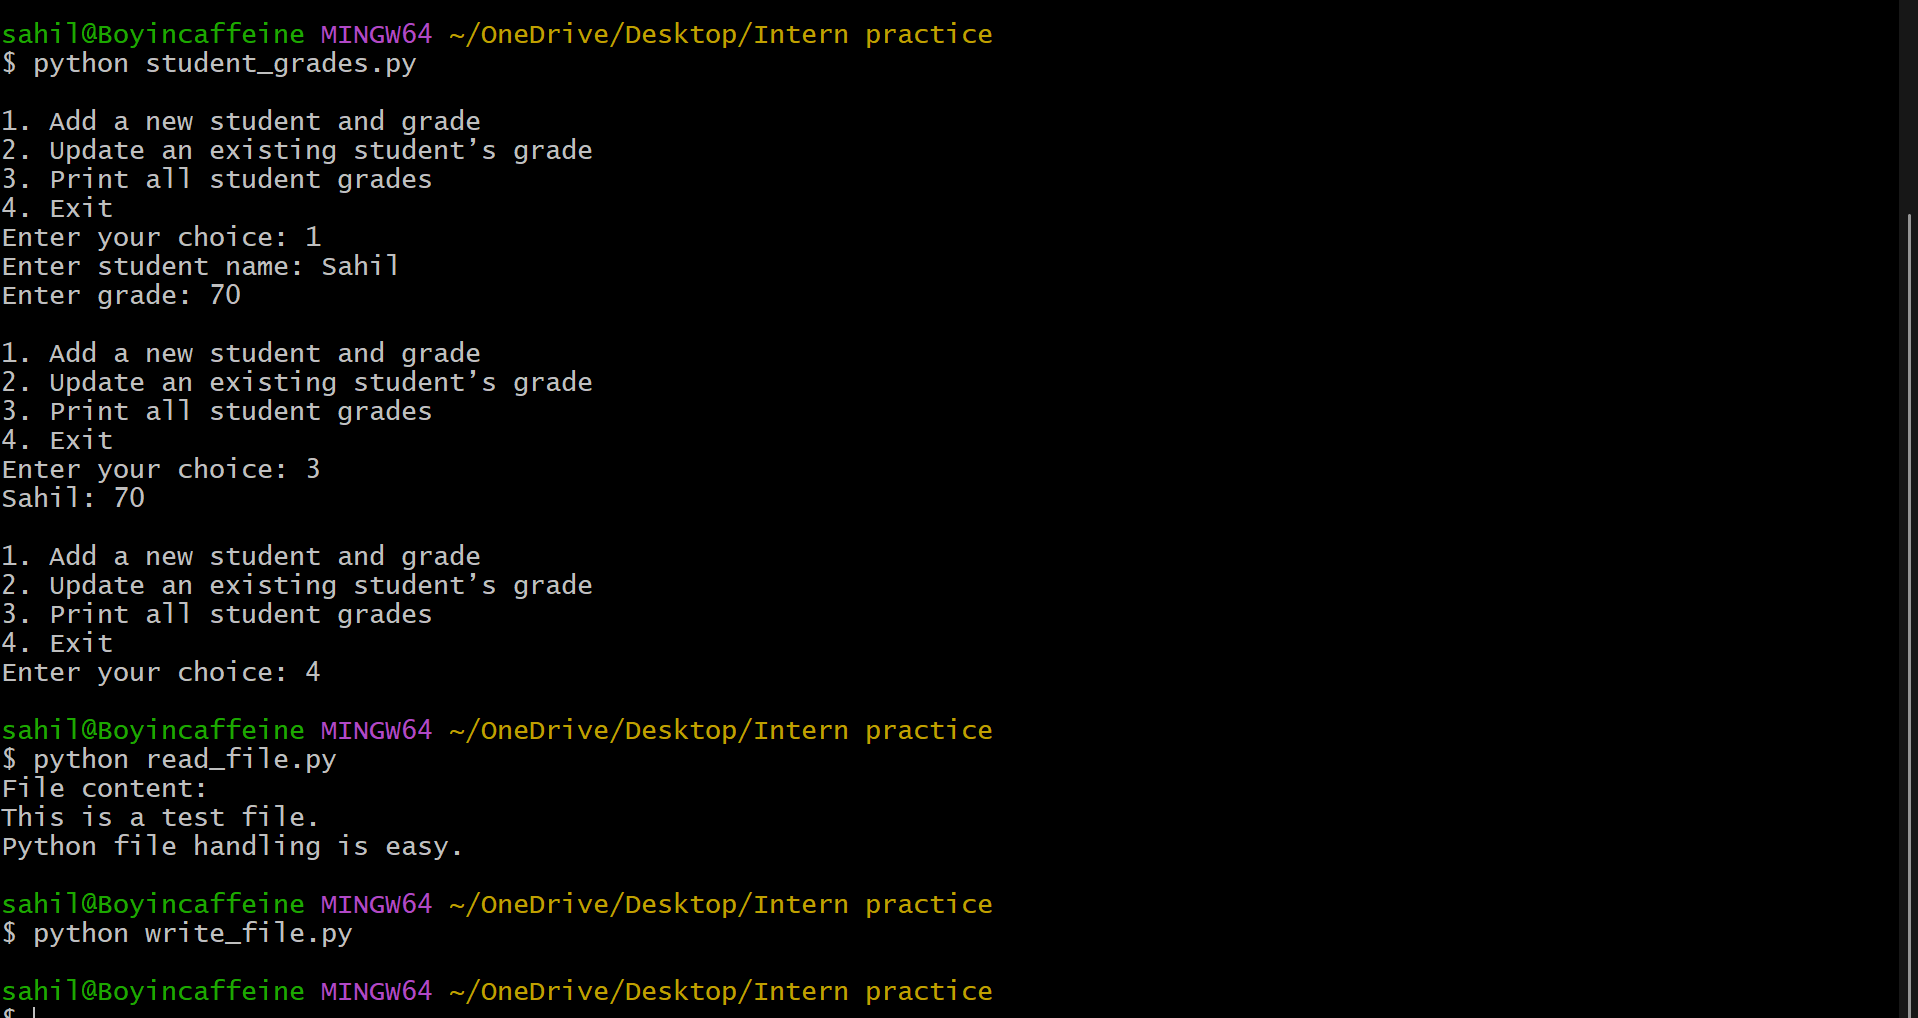 sahil@Boyincaffeine MINGW64 ~/OneDrive/Desktop/Intern practice
$ python student_grades.py
1. Add a new student and grade
2. Update an existing student’s grade
3. Print all student grades
4. Exit
Enter your choice: 1
Enter student name: Sahil
Enter grade: 70
1. Add a new student and grade
2. Update an existing student’s grade
3. Print all student grades
4. Exit
Enter your choice: 3
Sahil: 70
1. Add a new student and grade
2. Update an existing student’s grade
3. Print all student grades
4. Exit
Enter your choice: 4
sahil@Boyincaffeine MINGW64 ~/OneDrive/Desktop/Intern practice
$ python read_file.py
File content:
This is a test file.
Python file handling is easy.
sahil@Boyincaffeine MINGW64 ~/OneDrive/Desktop/Intern practice
$ python write_file.py
sahil@Boyincaffeine MINGW64 ~/OneDrive/Desktop/Intern practice
$